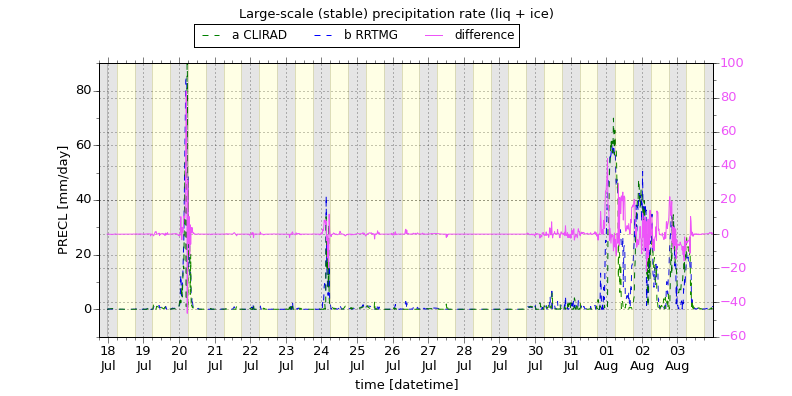 Large-scale (stable) precipitation rate (liq + ice)
a CLIRAD b RRTMG difference
PRECL [mm/day]
80
60
40
20
0
100
80
60
40
20
0
−20
−40
−60
18 19 20 21 22 23 24 25 26 27 28 29 30 31 01 02 03
Jul Jul Jul Jul Jul Jul Jul Jul Jul Jul Jul Jul Jul Jul Aug Aug Aug
time [datetime]